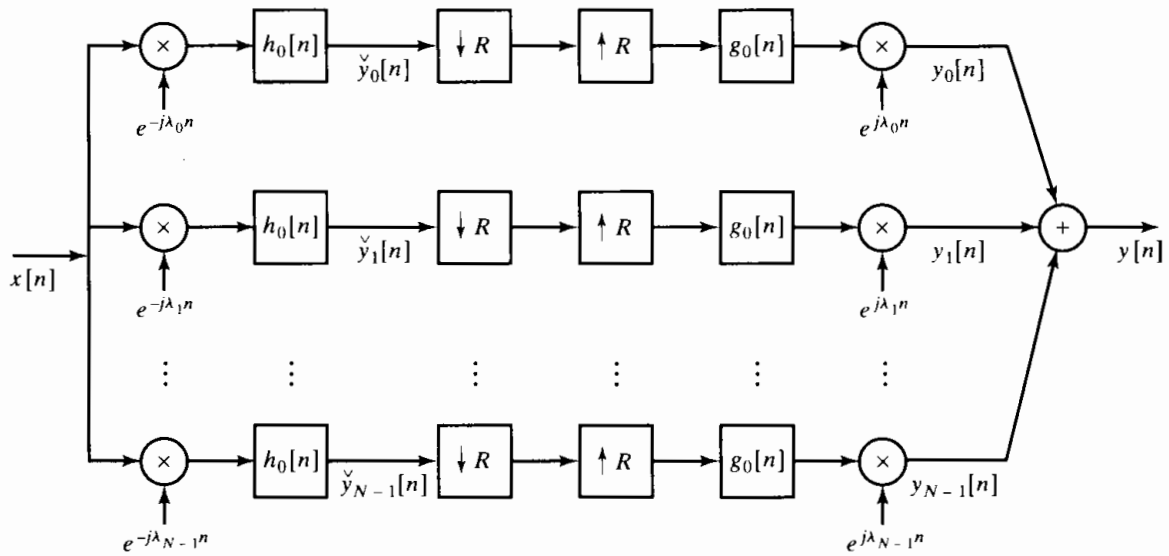 × h₀[n] y̌₀[n] ↓ R ↑ R g₀[n] × y₀[n]
e^{-jλ₀n} e^{jλ₀n}
x[n] × h₀[n] y̌₁[n] ↓ R ↑ R g₀[n] × y₁[n] + y[n]
e^{-jλ₁n} e^{jλ₁n}
⋮ ⋮ ⋮ ⋮ ⋮ ⋮
× h₀[n] y̌_{N-1}[n] ↓ R ↑ R g₀[n] × y_{N-1}[n]
e^{-jλ_{N-1}n} e^{jλ_{N-1}n}